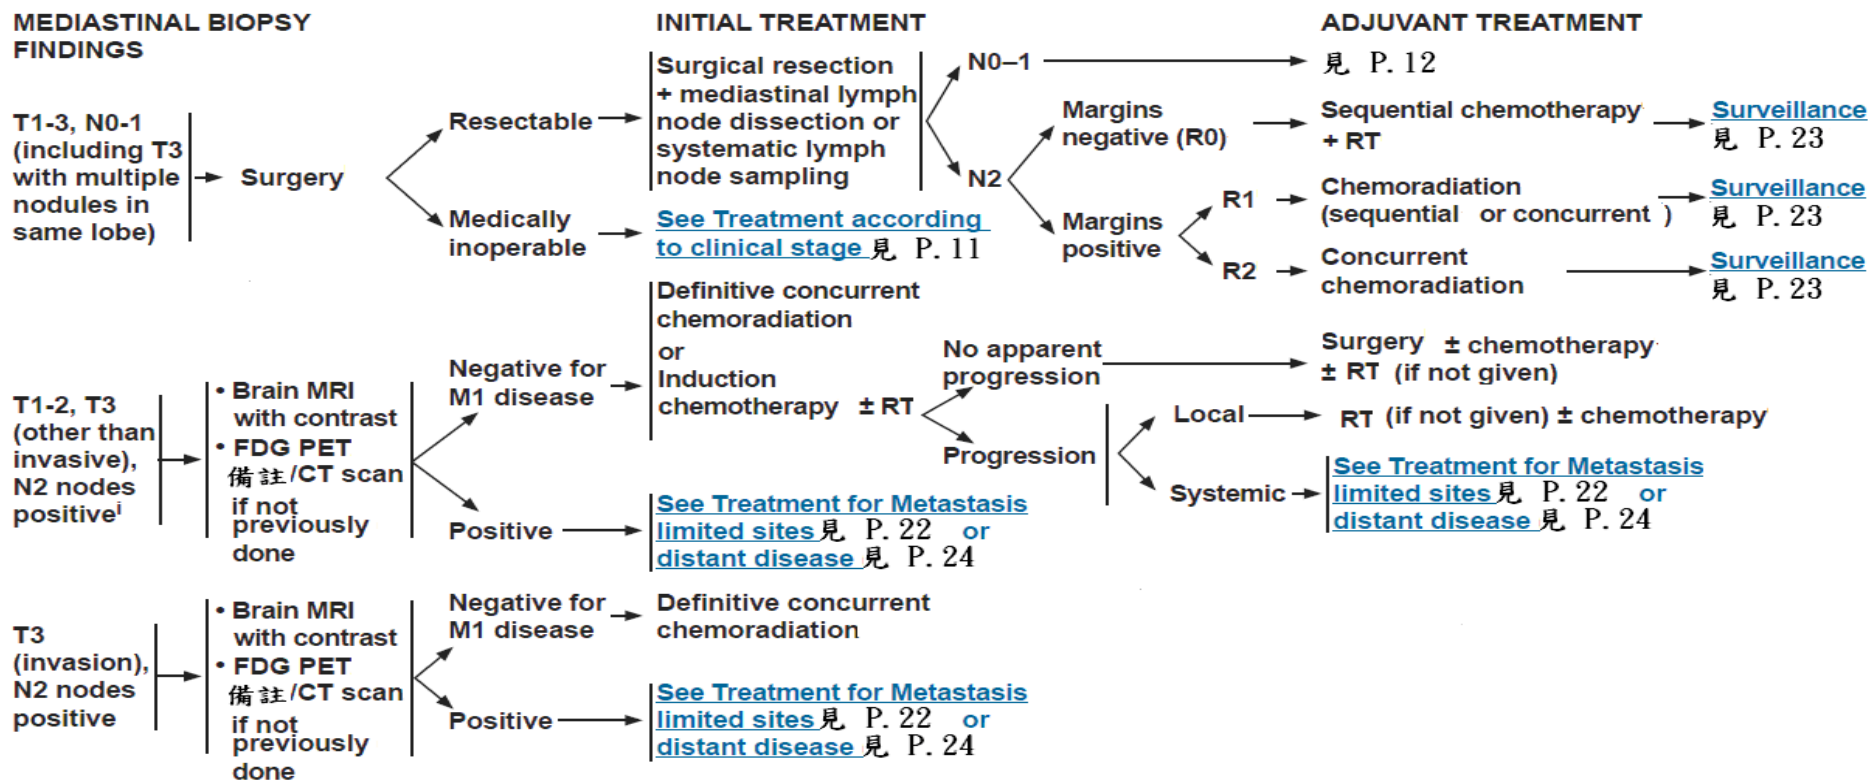 MEDIASTINAL BIOPSY
FINDINGS
INITIAL TREATMENT
ADJUVANT TREATMENT
T1-3, N0-1
(including T3
with multiple
nodules in
same lobe)
Surgery
Resectable
Medically
inoperable
Surgical resection
+ mediastinal lymph
node dissection or
systematic lymph
node sampling
See Treatment according
to clinical stage 見 P. 11
N0–1
N2
Margins
negative (R0)
Margins
positive
R1
R2
見 P. 12
Sequential chemotherapy
+ RT
Surveillance
見 P. 23
Chemoradiation
(sequential or concurrent )
Surveillance
見 P. 23
Concurrent
chemoradiation
Surveillance
見 P. 23
T1-2, T3
(other than
invasive),
N2 nodes
positiveⁱ
• Brain MRI
with contrast
• FDG PET
備註/CT scan
if not
previously
done
Negative for
M1 disease
Positive
Definitive concurrent
chemoradiation
or
Induction
chemotherapy ± RT
See Treatment for Metastasis
limited sites 見 P. 22 or
distant disease 見 P. 24
No apparent
progression
Progression
Surgery ± chemotherapy
± RT (if not given)
Local
RT (if not given) ± chemotherapy
Systemic
See Treatment for Metastasis
limited sites 見 P. 22 or
distant disease 見 P. 24
T3
(invasion),
N2 nodes
positive
• Brain MRI
with contrast
• FDG PET
備註/CT scan
if not
previously
done
Negative for
M1 disease
Positive
Definitive concurrent
chemoradiation
See Treatment for Metastasis
limited sites 見 P. 22 or
distant disease 見 P. 24